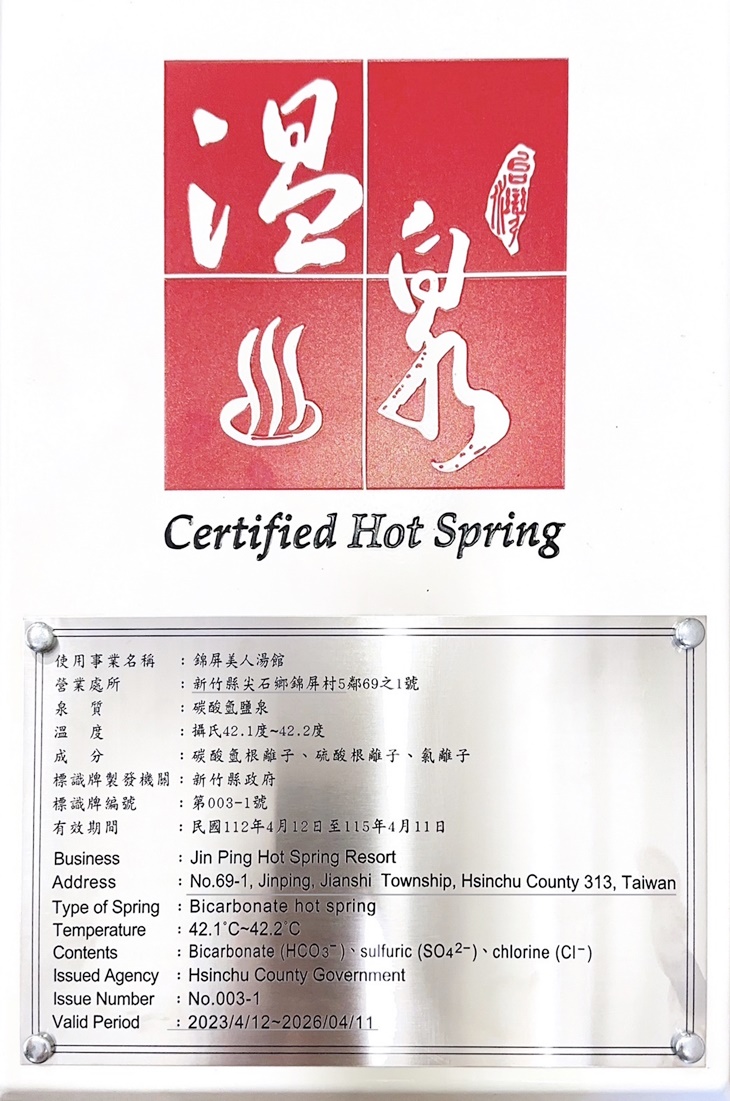 溫泉
台灣
Certified Hot Spring
使用事業名稱 : 錦屏美人湯館
營業處所 : 新竹縣尖石鄉錦屏村5鄰69之1號
泉 質 : 碳酸氫鹽泉
溫 度 : 攝氏42.1度~42.2度
成 分 : 碳酸氫根離子、硫酸根離子、氯離子
標識牌製發機關 : 新竹縣政府
標識牌編號 : 第003-1號
有效期間 : 民國112年4月12日至115年4月11日
Business : Jin Ping Hot Spring Resort
Address : No.69-1, Jinping, Jianshi Township, Hsinchu County 313, Taiwan
Type of Spring : Bicarbonate hot spring
Temperature : 42.1°C~42.2°C
Contents : Bicarbonate (HCO₃⁻)、sulfuric (SO₄²⁻)、chlorine (Cl⁻)
Issued Agency : Hsinchu County Government
Issue Number : No.003-1
Valid Period : 2023/4/12~2026/04/11